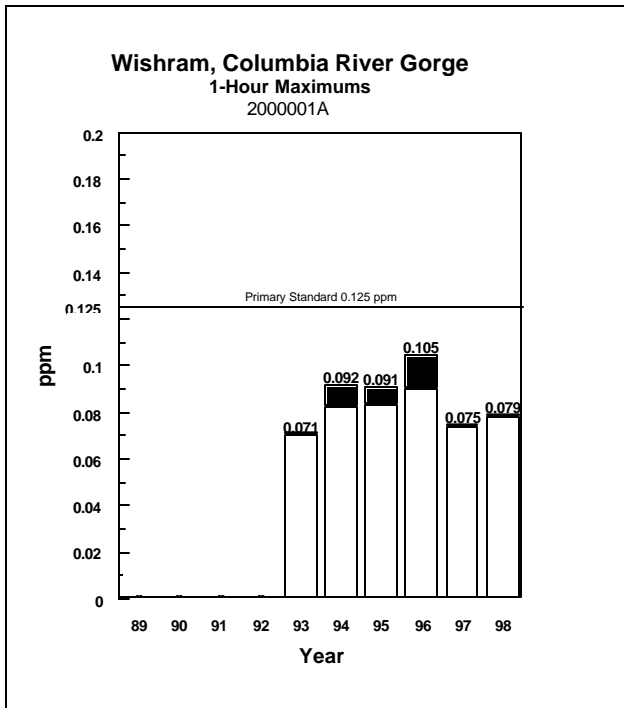 Wishram, Columbia River Gorge
1-Hour Maximums
2000001A
0.2
0.18
0.16
0.14
Primary Standard 0.125 ppm
0.125
0.1
0.08
0.06
0.04
0.02
0
ppm
0.071
0.092
0.091
0.105
0.075
0.079
89 90 91 92 93 94 95 96 97 98
Year